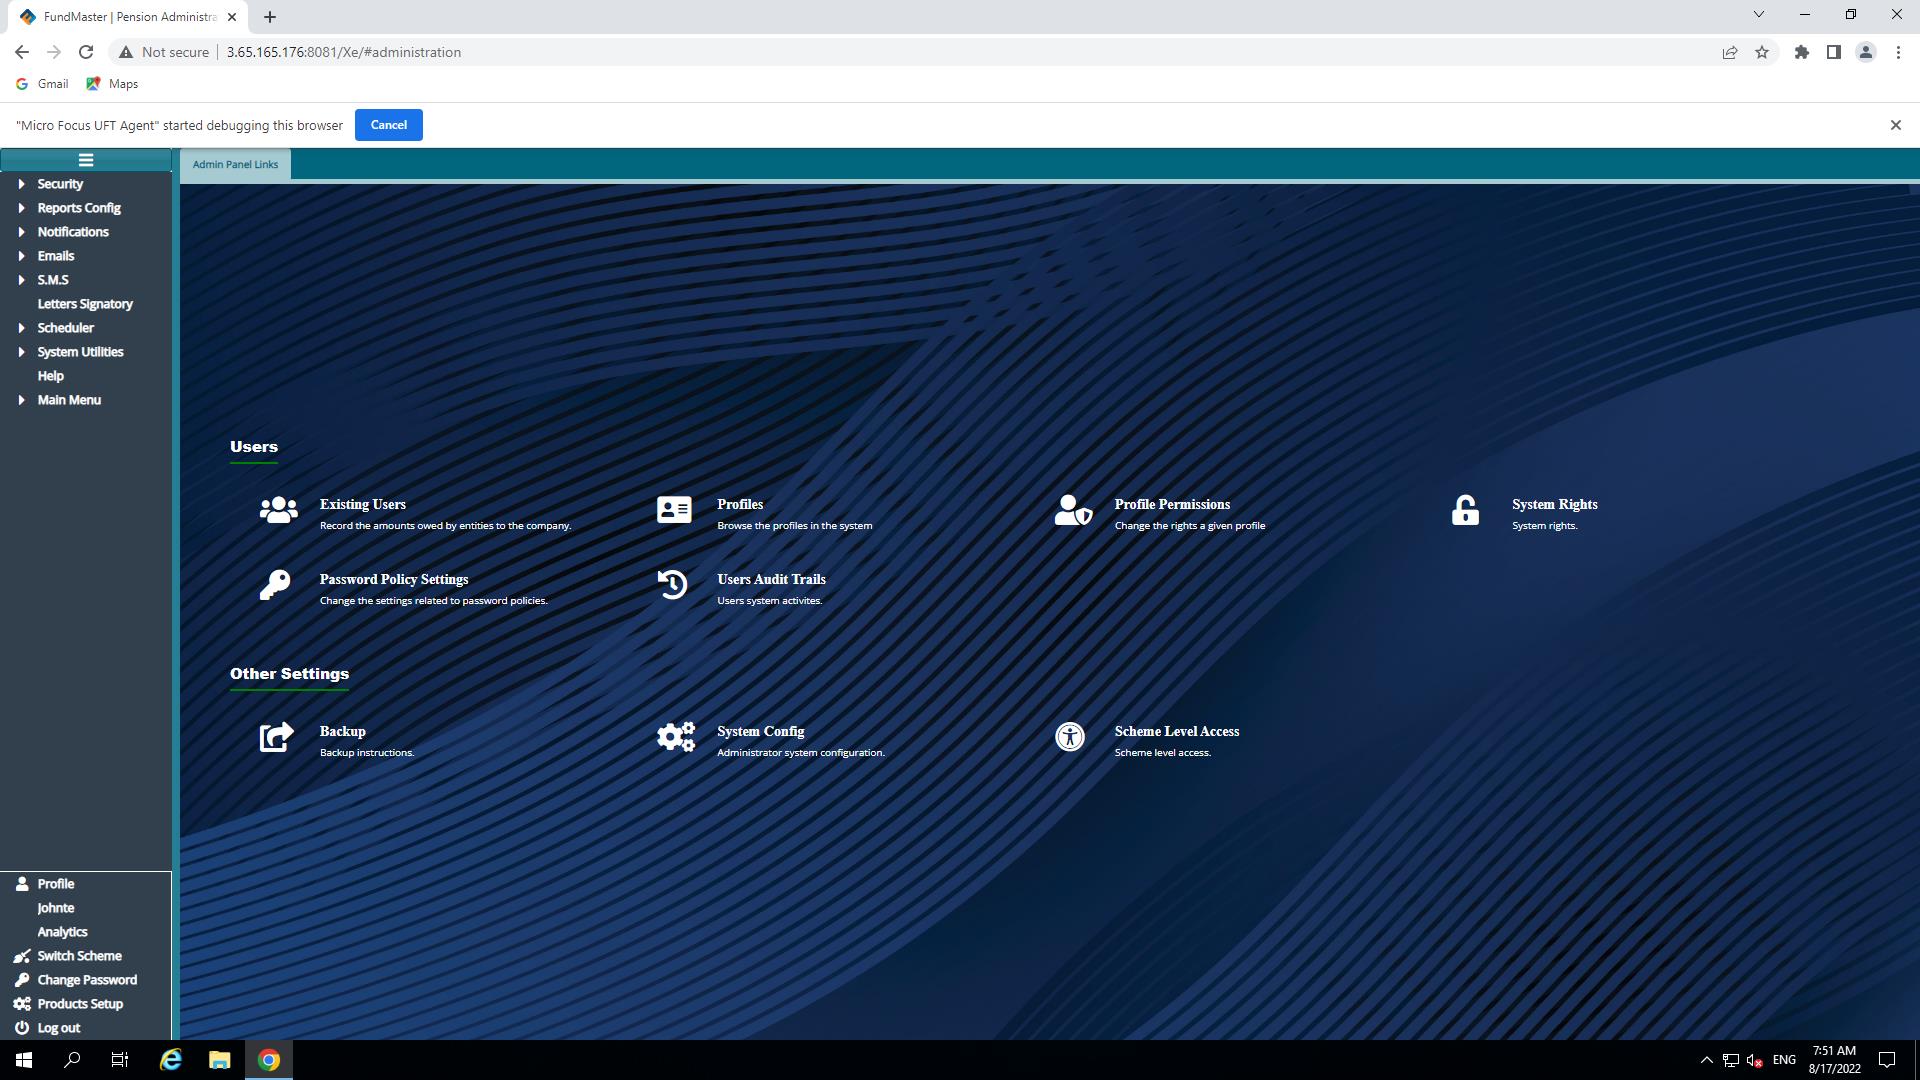 FundMaster | Pension Administra
Not secure
3.65.165.176:8081/Xe/#administration
Gmail
Maps
"Micro Focus UFT Agent" started debugging this browser
Cancel
Admin Panel Links
Security
Reports Config
Notifications
Emails
S.M.S
Letters Signatory
Scheduler
System Utilities
Help
Main Menu
Users
Existing Users
Record the amounts owed by entities to the company.
Profiles
Browse the profiles in the system
Profile Permissions
Change the rights a given profile
System Rights
System rights.
Password Policy Settings
Change the settings related to password policies.
Users Audit Trails
Users system activites.
Other Settings
Backup
Backup instructions.
System Config
Administrator system configuration.
Scheme Level Access
Scheme level access.
Profile
Johnte
Analytics
Switch Scheme
Change Password
Products Setup
Log out
ENG
7:51 AM
8/17/2022